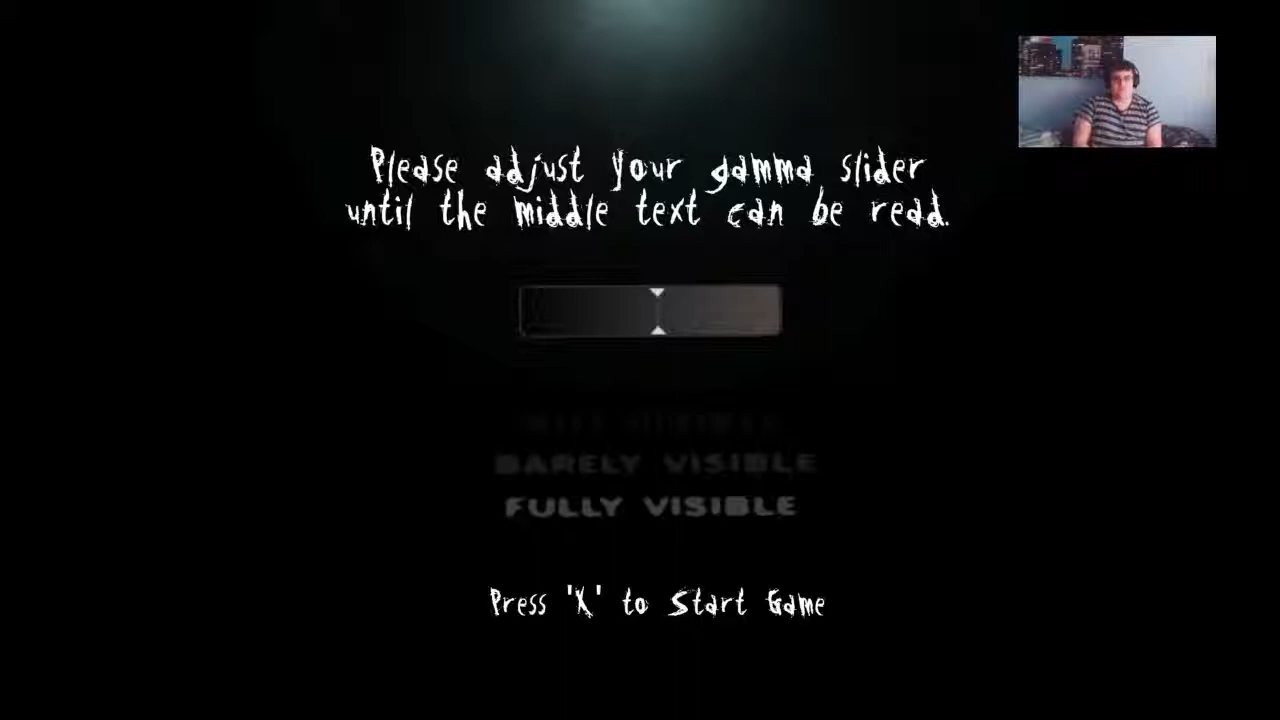 Please adjust your gamma slider
until the middle text can be read.
BARELY VISIBLE
FULLY VISIBLE
Press 'X' to Start Game